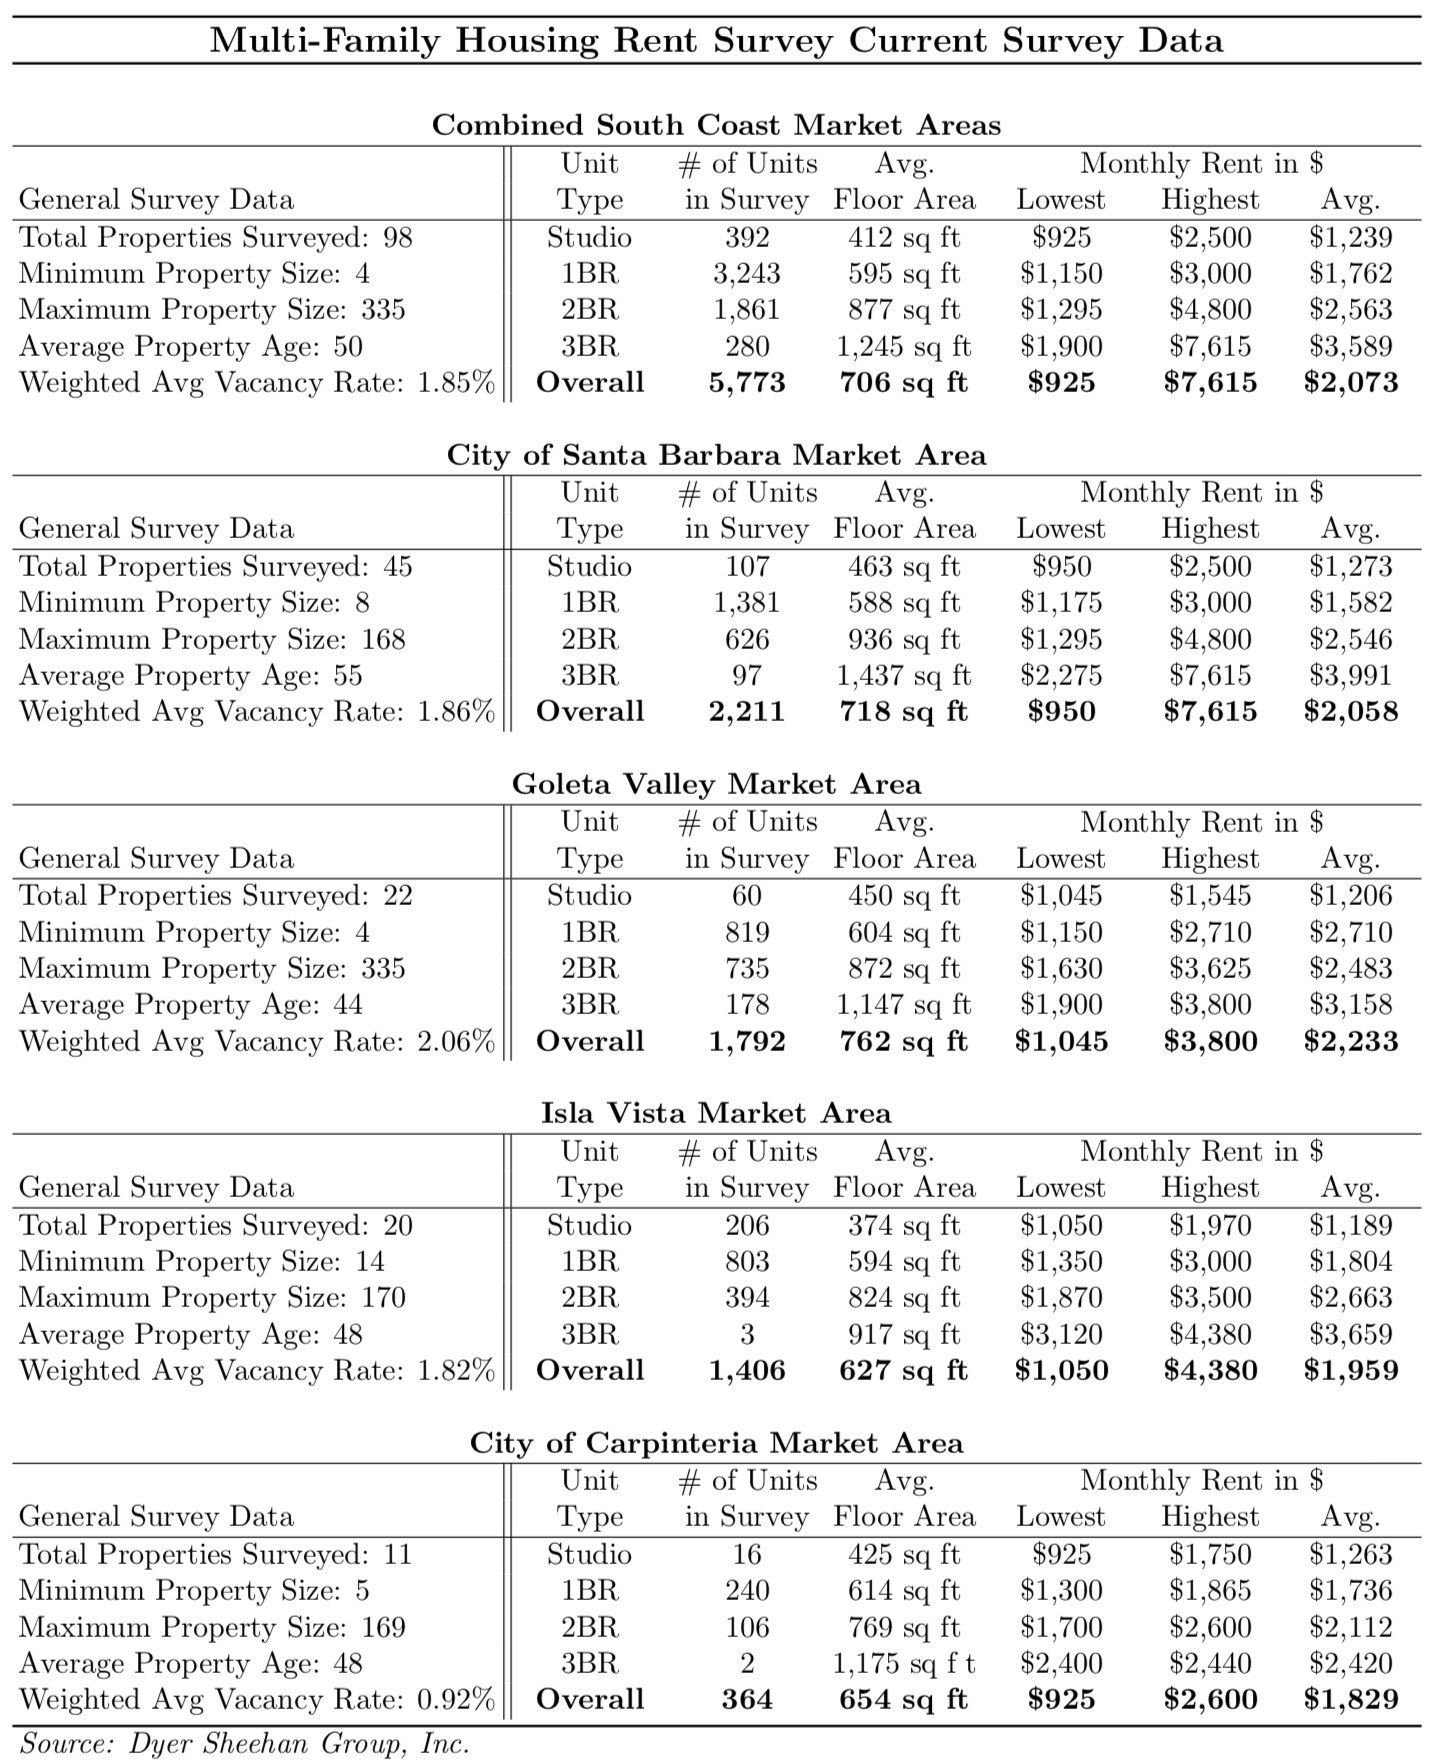 Multi-Family Housing Rent Survey Current Survey Data
Combined South Coast Market Areas
Unit # of Units Avg. Monthly Rent in $
General Survey Data Type in Survey Floor Area Lowest Highest Avg.
Total Properties Surveyed: 98 Studio 392 412 sq ft $925 $2,500 $1,239
Minimum Property Size: 4 1BR 3,243 595 sq ft $1,150 $3,000 $1,762
Maximum Property Size: 335 2BR 1,861 877 sq ft $1,295 $4,800 $2,563
Average Property Age: 50 3BR 280 1,245 sq ft $1,900 $7,615 $3,589
Weighted Avg Vacancy Rate: 1.85% Overall 5,773 706 sq ft $925 $7,615 $2,073
City of Santa Barbara Market Area
Unit # of Units Avg. Monthly Rent in $
General Survey Data Type in Survey Floor Area Lowest Highest Avg.
Total Properties Surveyed: 45 Studio 107 463 sq ft $950 $2,500 $1,273
Minimum Property Size: 8 1BR 1,381 588 sq ft $1,175 $3,000 $1,582
Maximum Property Size: 168 2BR 626 936 sq ft $1,295 $4,800 $2,546
Average Property Age: 55 3BR 97 1,437 sq ft $2,275 $7,615 $3,991
Weighted Avg Vacancy Rate: 1.86% Overall 2,211 718 sq ft $950 $7,615 $2,058
Goleta Valley Market Area
Unit # of Units Avg. Monthly Rent in $
General Survey Data Type in Survey Floor Area Lowest Highest Avg.
Total Properties Surveyed: 22 Studio 60 450 sq ft $1,045 $1,545 $1,206
Minimum Property Size: 4 1BR 819 604 sq ft $1,150 $2,710 $2,710
Maximum Property Size: 335 2BR 735 872 sq ft $1,630 $3,625 $2,483
Average Property Age: 44 3BR 178 1,147 sq ft $1,900 $3,800 $3,158
Weighted Avg Vacancy Rate: 2.06% Overall 1,792 762 sq ft $1,045 $3,800 $2,233
Isla Vista Market Area
Unit # of Units Avg. Monthly Rent in $
General Survey Data Type in Survey Floor Area Lowest Highest Avg.
Total Properties Surveyed: 20 Studio 206 374 sq ft $1,050 $1,970 $1,189
Minimum Property Size: 14 1BR 803 594 sq ft $1,350 $3,000 $1,804
Maximum Property Size: 170 2BR 394 824 sq ft $1,870 $3,500 $2,663
Average Property Age: 48 3BR 3 917 sq ft $3,120 $4,380 $3,659
Weighted Avg Vacancy Rate: 1.82% Overall 1,406 627 sq ft $1,050 $4,380 $1,959
City of Carpinteria Market Area
Unit # of Units Avg. Monthly Rent in $
General Survey Data Type in Survey Floor Area Lowest Highest Avg.
Total Properties Surveyed: 11 Studio 16 425 sq ft $925 $1,750 $1,263
Minimum Property Size: 5 1BR 240 614 sq ft $1,300 $1,865 $1,736
Maximum Property Size: 169 2BR 106 769 sq ft $1,700 $2,600 $2,112
Average Property Age: 48 3BR 2 1,175 sq f t $2,400 $2,440 $2,420
Weighted Avg Vacancy Rate: 0.92% Overall 364 654 sq ft $925 $2,600 $1,829
Source: Dyer Sheehan Group, Inc.